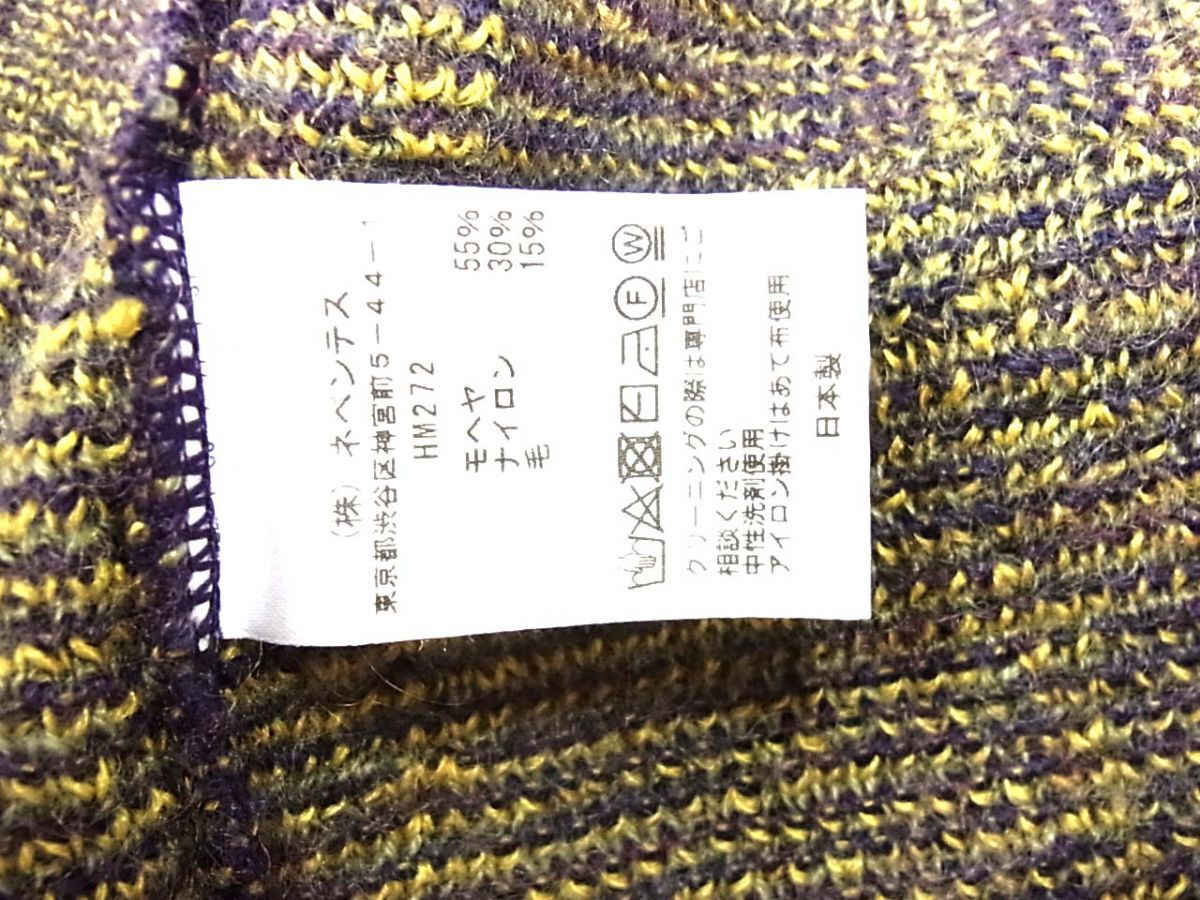 (株) ネペンテス
東京都渋谷区神宮前5-44-1
HM272
モヘヤ 55%
ナイロン 30%
毛 15%
F W
クリーニングの際は専門店にご
相談ください
中性洗剤使用
アイロン掛けはあて布使用
日本製